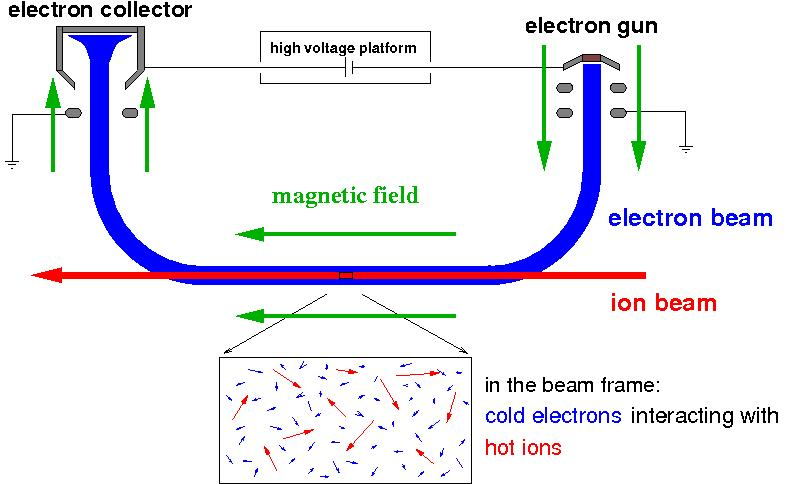 electron collector
electron gun
high voltage platform
magnetic field
electron beam
ion beam
in the beam frame:
cold electrons interacting with
hot ions